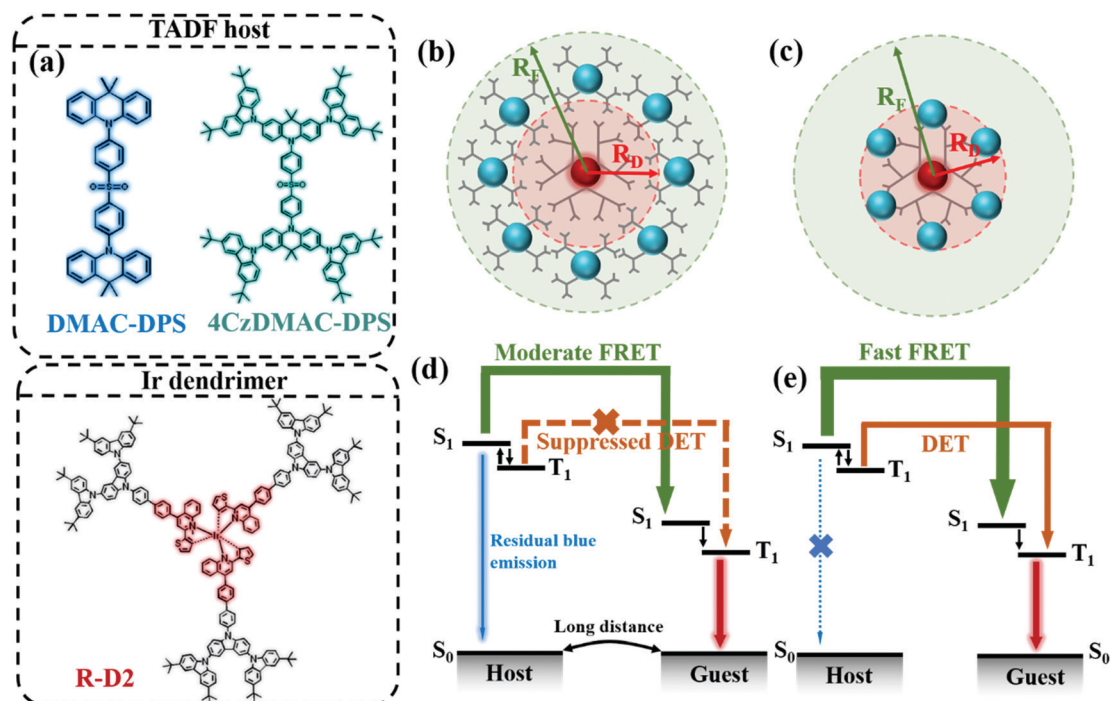 TADF host
(a)
DMAC-DPS
4CzDMAC-DPS
Ir dendrimer
R-D2
(b)
R_F
R_D
(c)
R_F
R_D
Moderate FRET
(d)
S₁
T₁
Suppressed DET
S₁
T₁
Residual blue
emission
Long distance
S₀
Host
Guest
Fast FRET
(e)
S₁
T₁
DET
S₁
T₁
S₀
S₀
Host
Guest